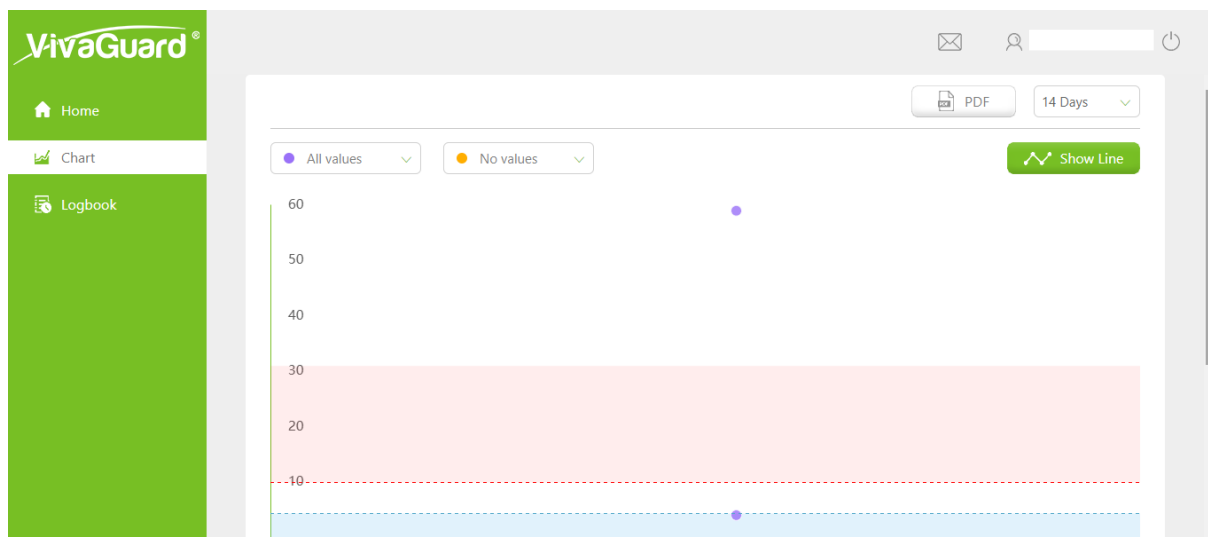 VivaGuard®
Home
Chart
Logbook
PDF
14 Days
All values
No values
Show Line
60
50
40
30
20
10